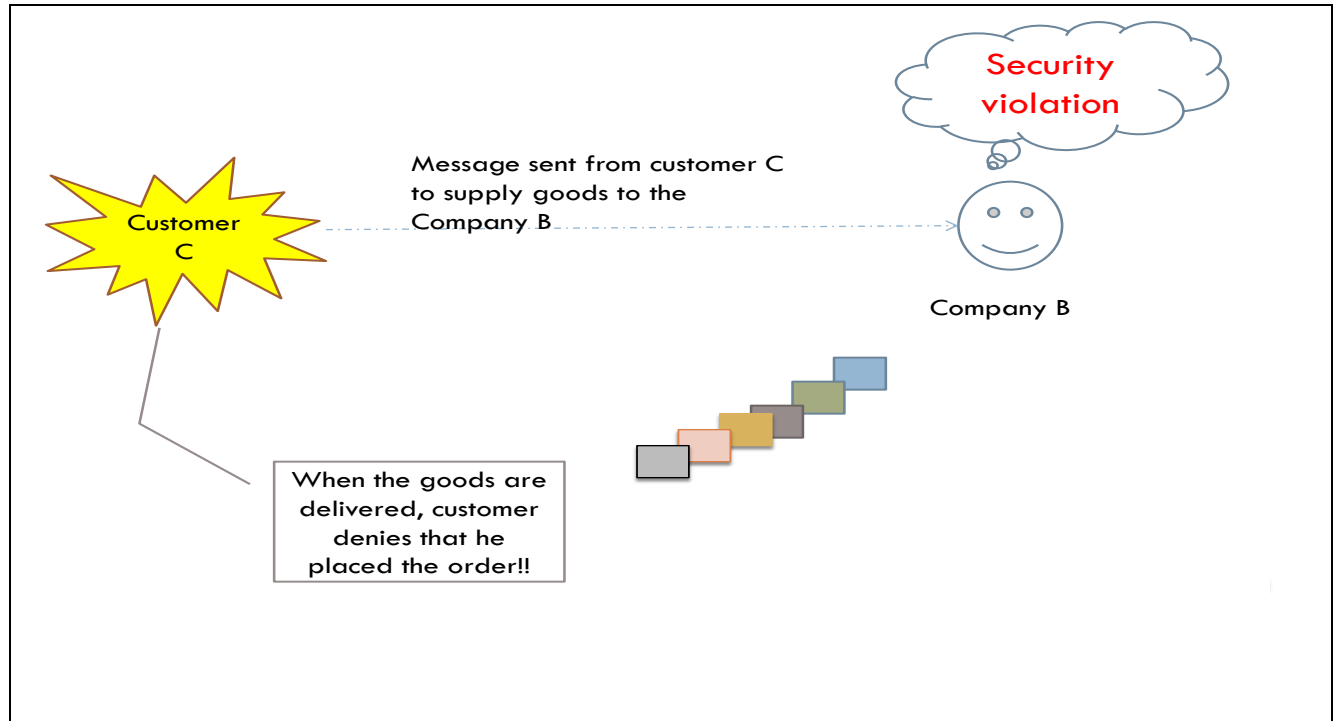 Security
violation
Message sent from customer C
to supply goods to the
Company B
Customer
C
Company B
When the goods are
delivered, customer
denies that he
placed the order!!